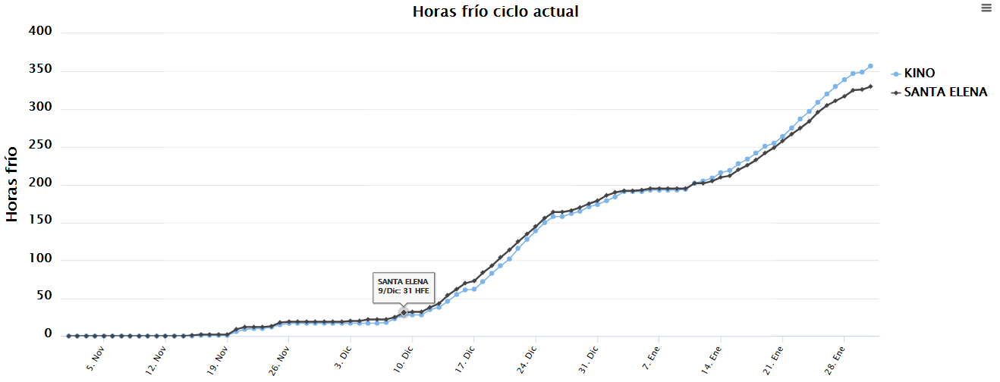 Horas frío ciclo actual
Horas frío
400
350
300
250
200
150
100
50
0
5. Nov
12. Nov
19. Nov
26. Nov
3. Dic
10. Dic
17. Dic
24. Dic
31. Dic
7. Ene
14. Ene
21. Ene
28. Ene
SANTA ELENA
9/Dic: 31 HFE
KINO
SANTA ELENA